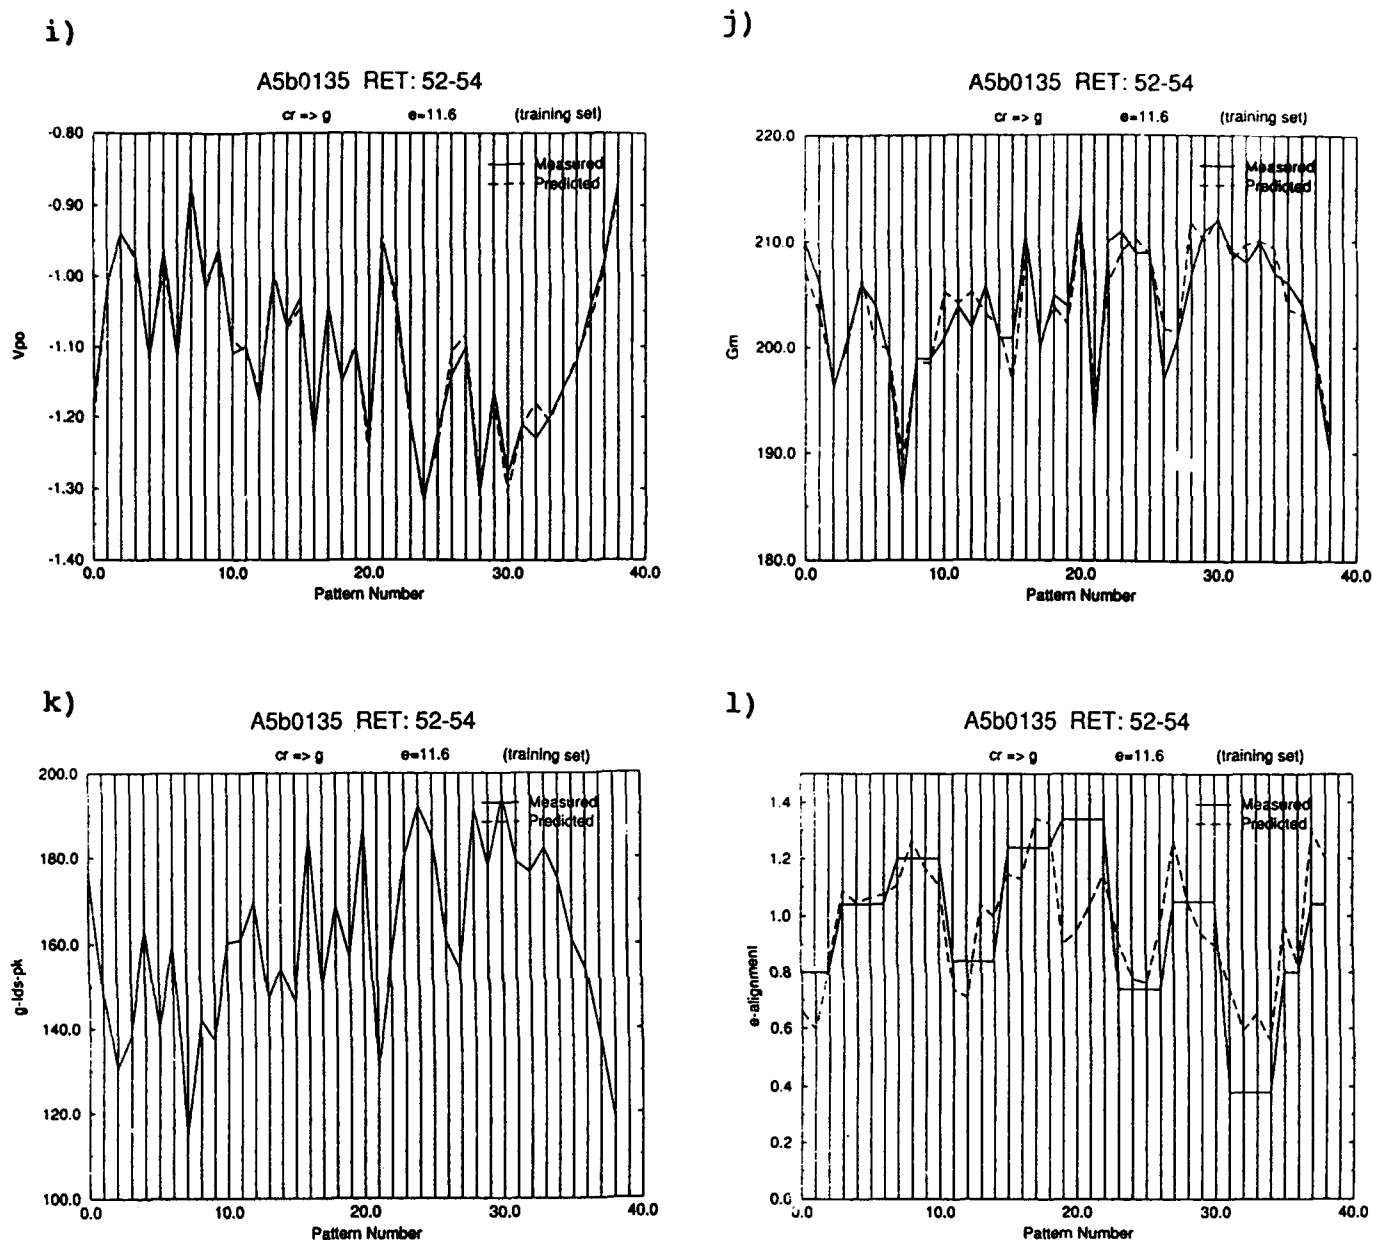 i)
A5b0135 RET: 52-54
cr => g e=11.6 (training set)
Measured
Predicted
-0.80
-0.90
-1.00
-1.10
-1.20
-1.30
-1.40
Vpo
0.0 10.0 20.0 30.0 40.0
Pattern Number
j)
A5b0135 RET: 52-54
cr => g e=11.6 (training set)
Measured
Predicted
220.0
210.0
200.0
190.0
180.0
Gm
0.0 10.0 20.0 30.0 40.0
Pattern Number
k)
A5b0135 RET: 52-54
cr => g e=11.6 (training set)
Measured
Predicted
200.0
180.0
160.0
140.0
120.0
100.0
g-Ids-pk
0.0 10.0 20.0 30.0 40.0
Pattern Number
l)
A5b0135 RET: 52-54
cr => g e=11.6 (training set)
Measured
Predicted
1.4
1.2
1.0
0.8
0.6
0.4
0.2
0.0
e-alignment
0.0 10.0 20.0 30.0 40.0
Pattern Number